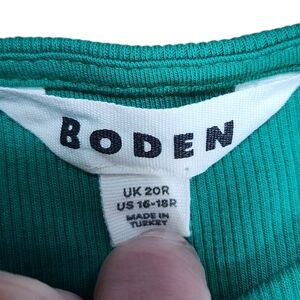 BODEN
UK 20R
US 16-18R
MADE IN
TURKEY